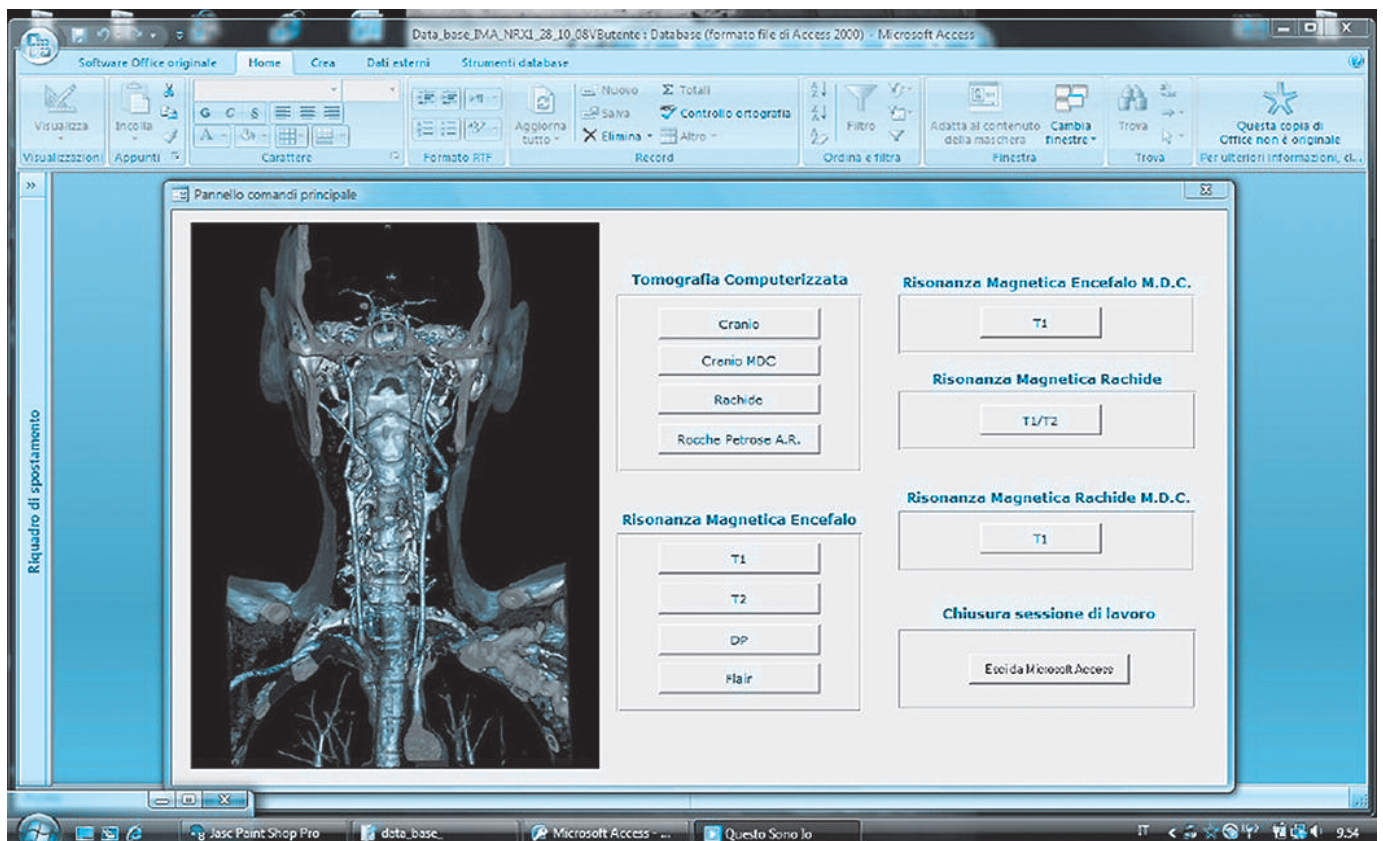 Data_base_IMA_NRX1_28_10_08VButente : Database (formato file di Access 2000) - Microsoft Access
Software Office originale Home Crea Dati esterni Strumenti database
Visualizza
Incolla
G C S
A
Aggiorna tutto
Nuovo
Salva
Elimina
Totali
Controllo ortografia
Altro
Filtro
Adatta al contenuto della maschera
Cambia finestre
Trova
Questa copia di Office non è originale
Visualizzazioni Appunti Carattere Formato RTF Record Ordina e filtra Finestra Trova Per ulteriori informazioni, cl...
»
Riquadro di spostamento
Pannello comandi principale
Tomografia Computerizzata
Cranio
Cranio MDC
Rachide
Rocche Petrose A.R.
Risonanza Magnetica Encefalo
T1
T2
DP
Flair
Risonanza Magnetica Encefalo M.D.C.
T1
Risonanza Magnetica Rachide
T1/T2
Risonanza Magnetica Rachide M.D.C.
T1
Chiusura sessione di lavoro
Esci da Microsoft Access
Jasc Paint Shop Pro data_base_ Microsoft Access - ... Questo Sono Io IT 9.54